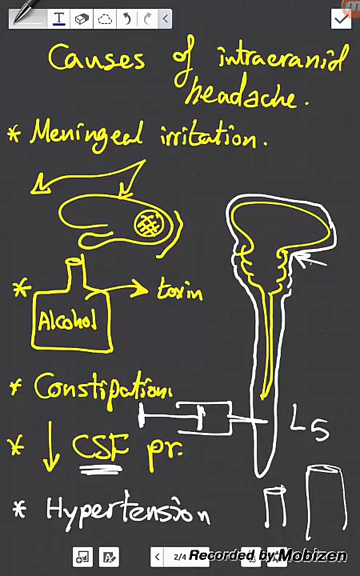 Causes of intracranial
headache.
* Meningeal irritation.
* Alcohol → toxin
* Constipation.
L5
* ↓ CSF pr.
* Hypertension
2/4
Recorded by Mobizen